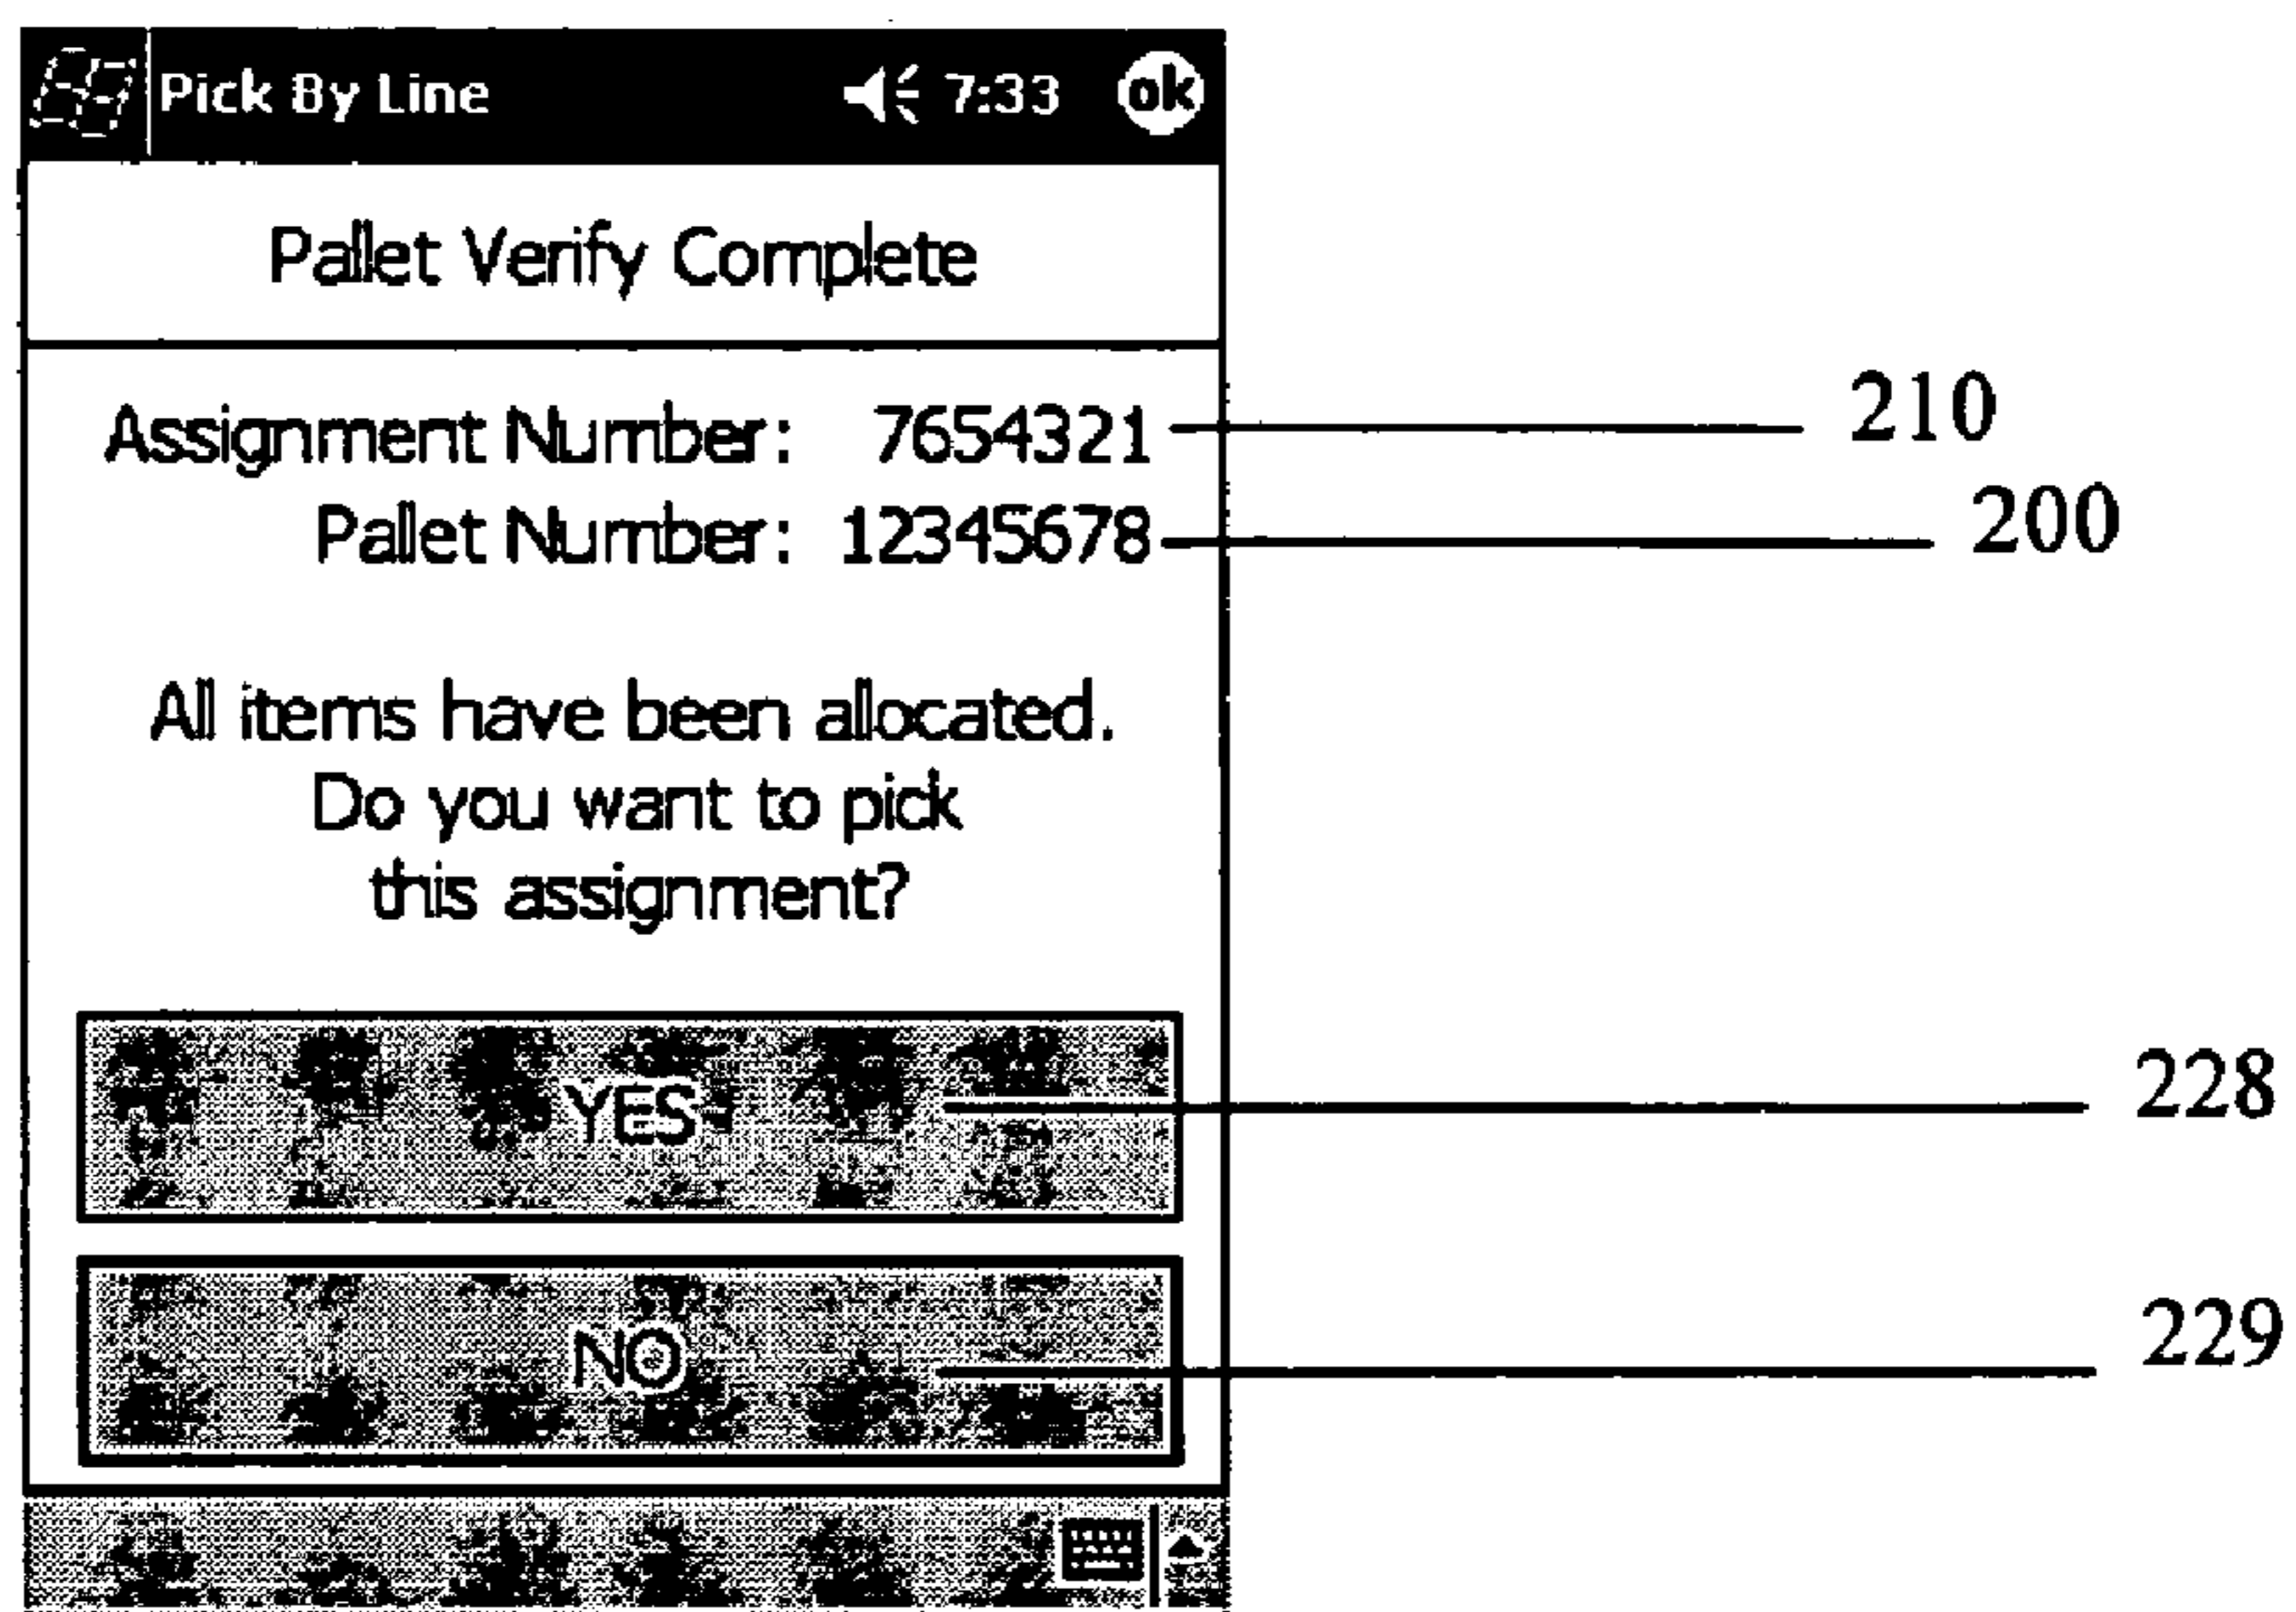 Pick By Line 7:33 ok
Pallet Verify Complete
Assignment Number: 7654321 210
Pallet Number: 12345678 200
All items have been allocated.
Do you want to pick
this assignment?
YES 228
NO 229